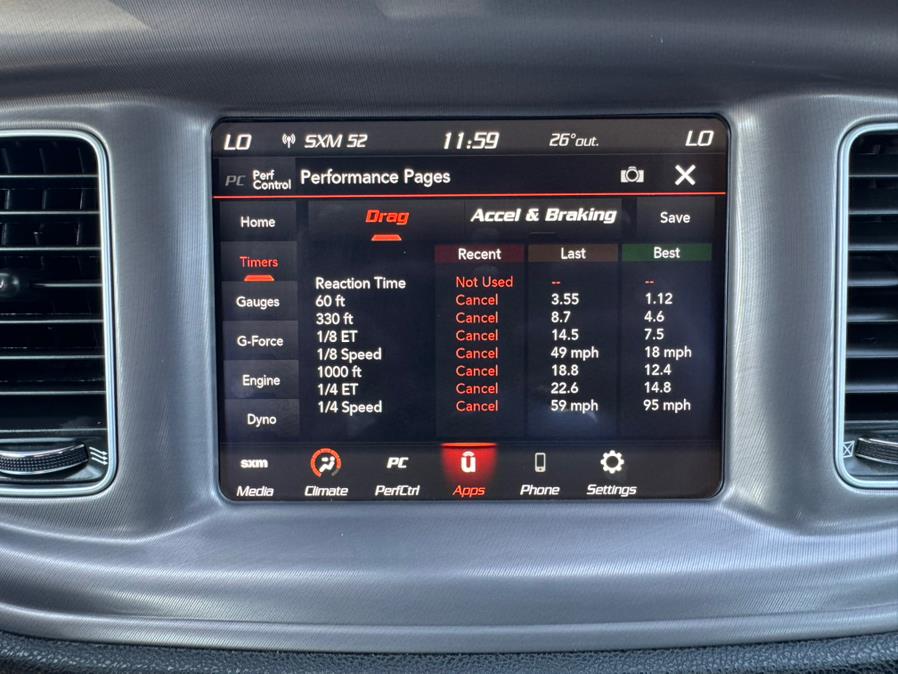 LO SXM 52 11:59 26°out. LO
PC Perf Control Performance Pages
Home Drag Accel & Braking Save
Timers Recent Last Best
Reaction Time Not Used -- --
Gauges 60 ft Cancel 3.55 1.12
330 ft Cancel 8.7 4.6
G-Force 1/8 ET Cancel 14.5 7.5
1/8 Speed Cancel 49 mph 18 mph
Engine 1000 ft Cancel 18.8 12.4
1/4 ET Cancel 22.6 14.8
Dyno 1/4 Speed Cancel 59 mph 95 mph
sxm PC û
Media Climate PerfCtrl Apps Phone Settings